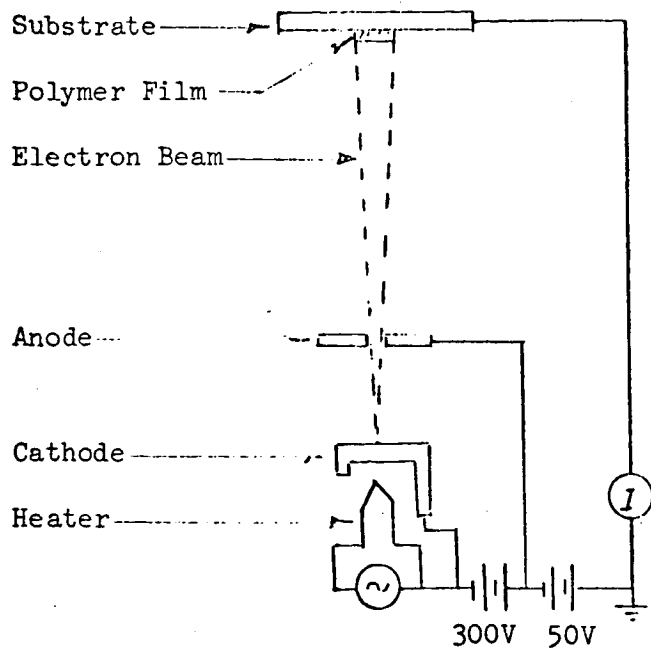 Substrate
Polymer Film
Electron Beam
Anode
Cathode
Heater
I
300V
50V